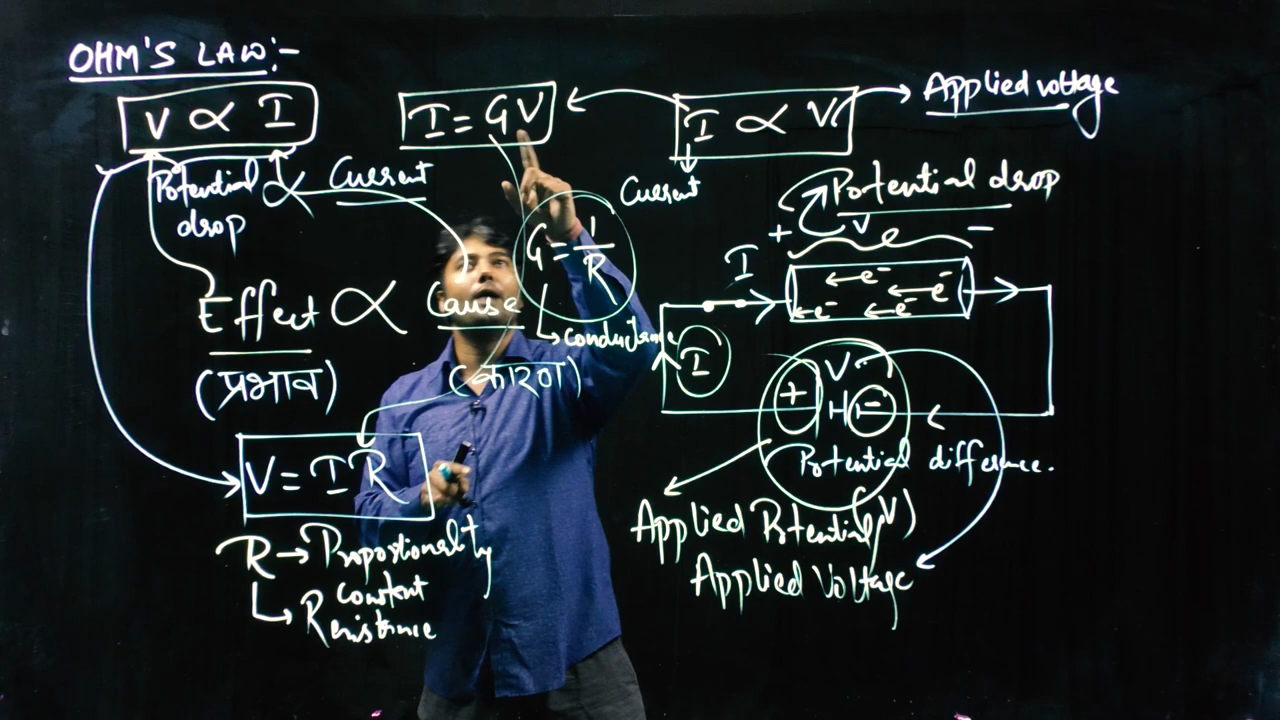 OHM'S LAW:-
V ∝ I
I = GV
I ∝ V
Applied voltage
Potential drop ∝ Current
Current
Potential drop
+ V -
I
G = 1/R
Effect ∝ Cause
conductance
e⁻ e⁻
e⁻ e⁻
I
(प्रभाव)
(कारण)
V
+ -
Potential difference.
V = IR
Applied Potential (V)
Applied Voltage
R → Proportionality
constant
Resistance